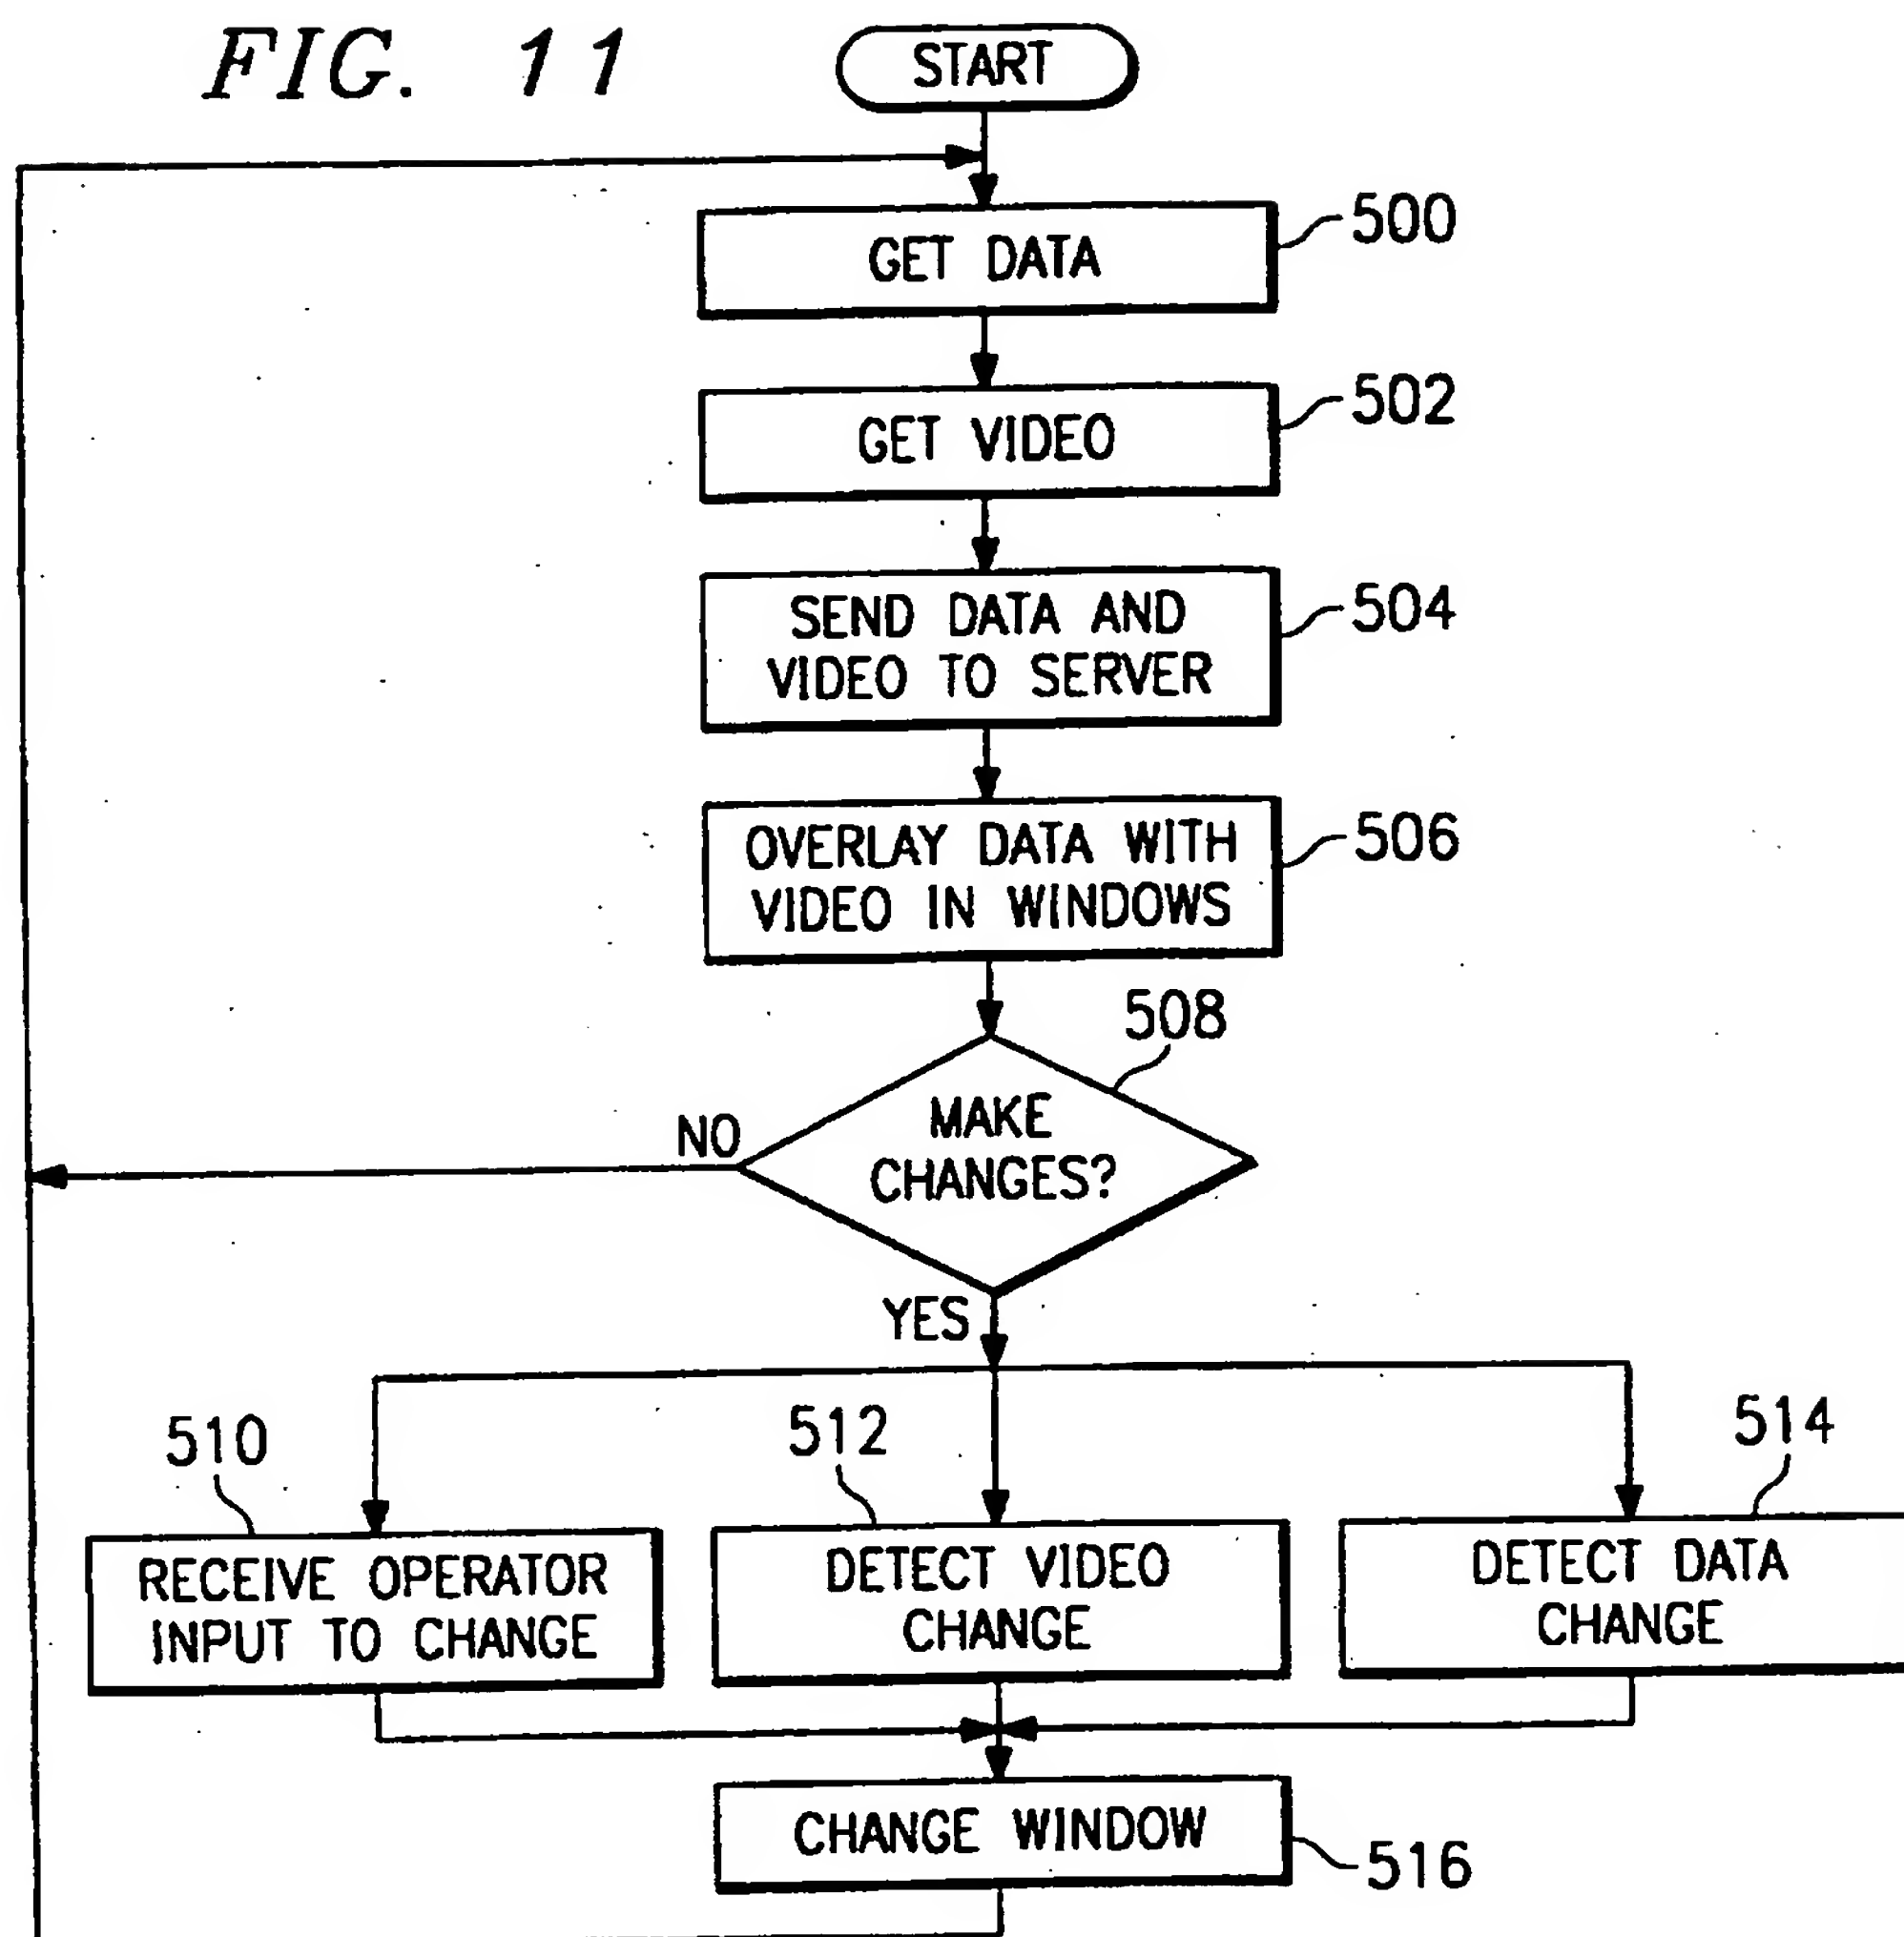 FIG. 11
START
GET DATA
500
GET VIDEO
502
SEND DATA AND
VIDEO TO SERVER
504
OVERLAY DATA WITH
VIDEO IN WINDOWS
506
508
MAKE
CHANGES?
NO
YES
510
RECEIVE OPERATOR
INPUT TO CHANGE
512
DETECT VIDEO
CHANGE
514
DETECT DATA
CHANGE
CHANGE WINDOW
516